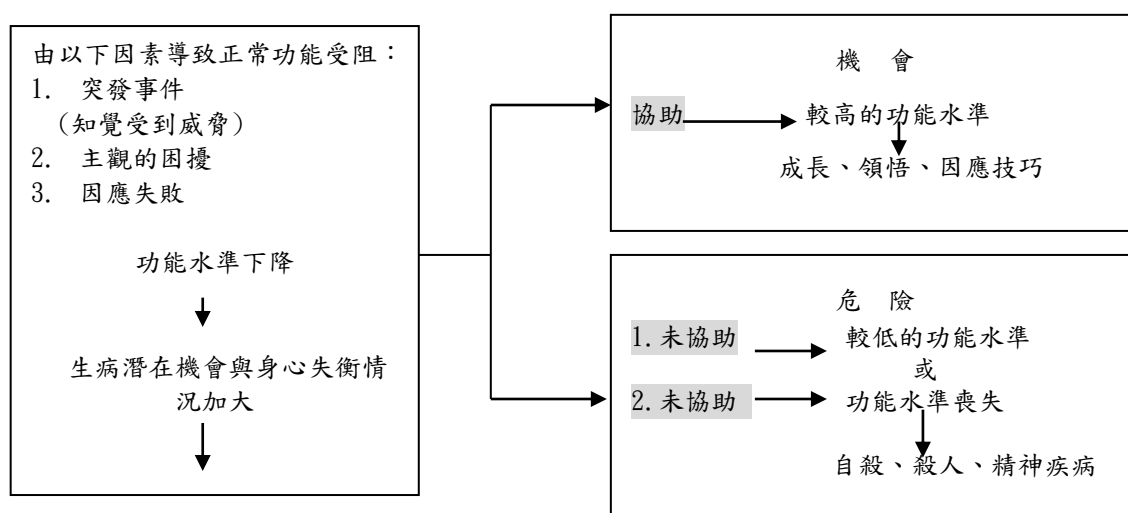 由以下因素導致正常功能受阻：
1. 突發事件
（知覺受到威脅）
2. 主觀的困擾
3. 因應失敗
功能水準下降
生病潛在機會與身心失衡情
況加大
機 會
協助 較高的功能水準
成長、領悟、因應技巧
危 險
1.未協助 較低的功能水準
或
2.未協助 功能水準喪失
自殺、殺人、精神疾病